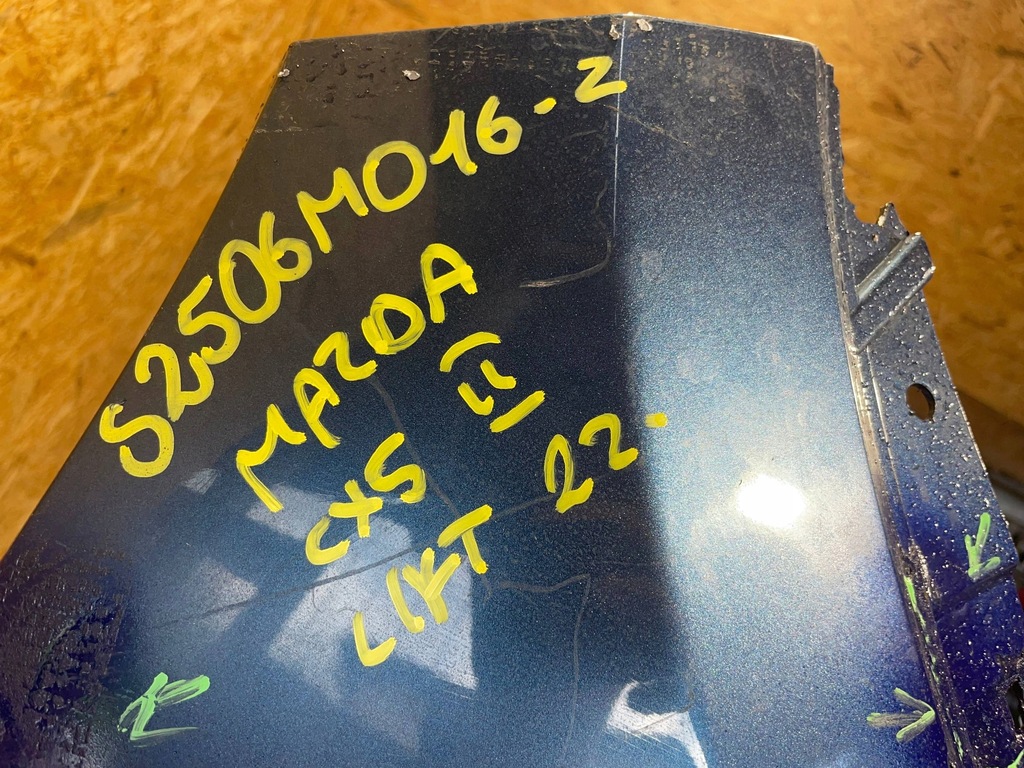 S2506MO16-2
MAZDA
CX5 II
LIFT 22-